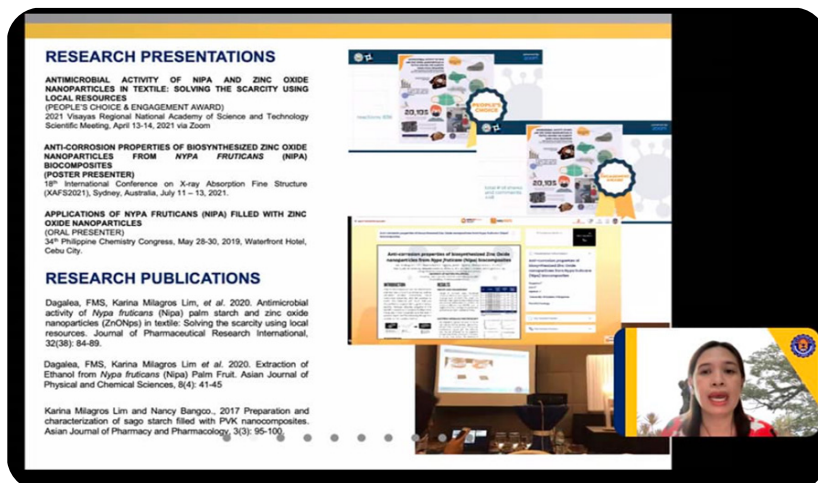 RESEARCH PRESENTATIONS
ANTIMICROBIAL ACTIVITY OF NIPA AND ZINC OXIDE
NANOPARTICLES IN TEXTILE: SOLVING THE SCARCITY USING
LOCAL RESOURCES
(PEOPLE'S CHOICE & ENGAGEMENT AWARD)
2021 Visayas Regional National Academy of Science and Technology
Scientific Meeting, April 13-14, 2021 via Zoom
ANTI-CORROSION PROPERTIES OF BIOSYNTHESIZED ZINC OXIDE
NANOPARTICLES FROM NYPA FRUTICANS (NIPA)
BIOCOMPOSITES
(POSTER PRESENTER)
18th International Conference on X-ray Absorption Fine Structure
(XAFS2021), Sydney, Australia, July 11 – 13, 2021.
APPLICATIONS OF NYPA FRUTICANS (NIPA) FILLED WITH ZINC
OXIDE NANOPARTICLES
(ORAL PRESENTER)
34th Philippine Chemistry Congress, May 28-30, 2019, Waterfront Hotel,
Cebu City.
RESEARCH PUBLICATIONS
Dagalea, FMS, Karina Milagros Lim, et al. 2020. Antimicrobial
activity of Nypa fruticans (Nipa) palm starch and zinc oxide
nanoparticles (ZnONps) in textile: Solving the scarcity using local
resources. Journal of Pharmaceutical Research International,
32(38): 84-89.
Dagalea, FMS, Karina Milagros Lim et al. 2020. Extraction of
Ethanol from Nypa fruticans (Nipa) Palm Fruit. Asian Journal of
Physical and Chemical Sciences, 8(4): 41-45
Karina Milagros Lim and Nancy Bangco., 2017 Preparation and
characterization of sago starch filled with PVK nanocomposites.
Asian Journal of Pharmacy and Pharmacology, 3(3): 95-100.
PEOPLE'S
CHOICE
Anti-corrosion properties of biosynthesized Zinc Oxide
nanoparticles from Nypa fruticans (Nipa) biocomposites
INTRODUCTION
RESULTS